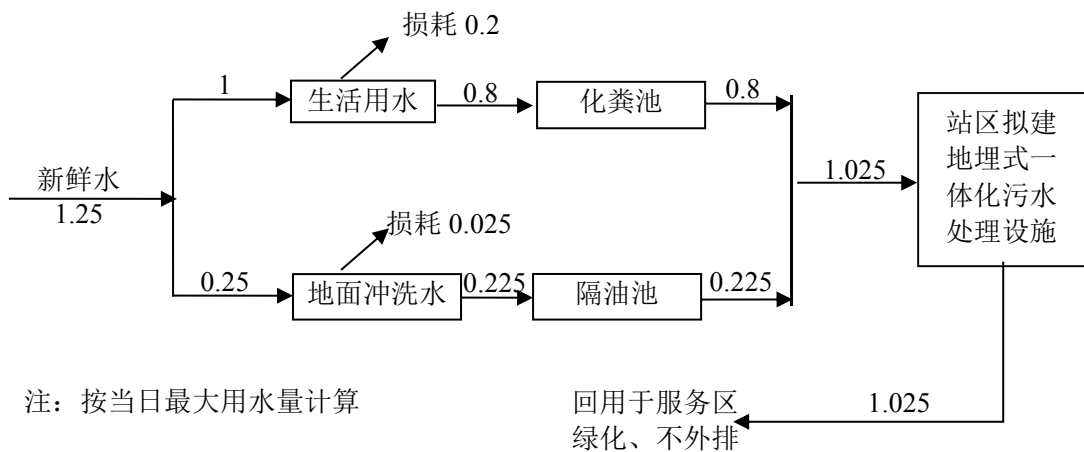 损耗 0.2
1
生活用水
0.8
化粪池
0.8
新鲜水
1.25
1.025
站区拟建
地埋式一
体化污水
处理设施
损耗 0.025
0.25
地面冲洗水
0.225
隔油池
0.225
注：按当日最大用水量计算
回用于服务区
绿化、不外排
1.025